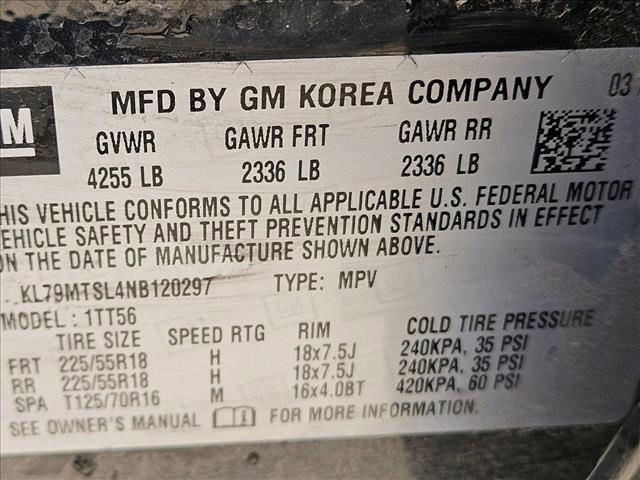 GM
MFD BY GM KOREA COMPANY 03
GVWR GAWR FRT GAWR RR
4255 LB 2336 LB 2336 LB
HIS VEHICLE CONFORMS TO ALL APPLICABLE U.S. FEDERAL MOTOR
VEHICLE SAFETY AND THEFT PREVENTION STANDARDS IN EFFECT
ON THE DATE OF MANUFACTURE SHOWN ABOVE.
KL79MTSL4NB120297 TYPE: MPV
MODEL: 1TT56
TIRE SIZE SPEED RTG RIM COLD TIRE PRESSURE
FRT 225/55R18 H 18x7.5J 240KPA, 35 PSI
RR 225/55R18 H 18x7.5J 240KPA, 35 PSI
SPA T125/70R16 M 16x4.0BT 420KPA, 60 PSI
SEE OWNER'S MANUAL FOR MORE INFORMATION.